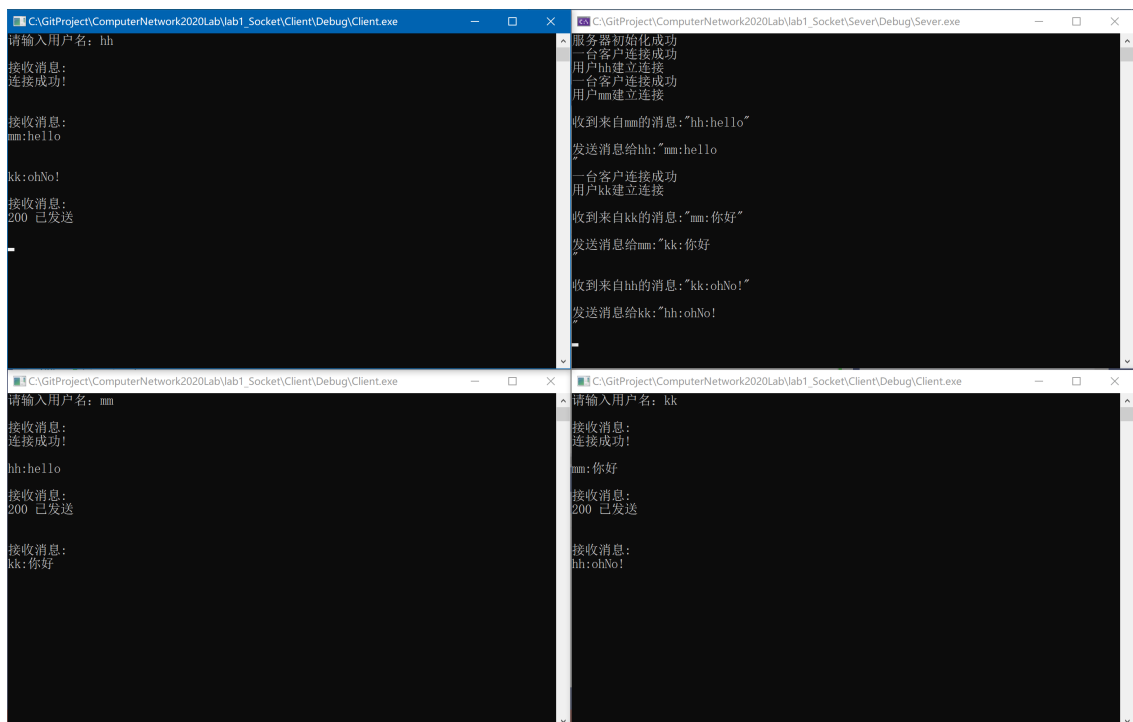 C:\GitProject\ComputerNetwork2020Lab\lab1_Socket\Client\Debug\Client.exe
请输入用户名: hh
接收消息:
连接成功!
接收消息:
mm:hello
kk:ohNo!
接收消息:
200 已发送
C:\GitProject\ComputerNetwork2020Lab\lab1_Socket\Sever\Debug\Sever.exe
服务器初始化成功
一台客户连接成功
用户hh建立连接
一台客户连接成功
用户mm建立连接
收到来自mm的消息:"hh:hello"
发送消息给hh:"mm:hello
"
一台客户连接成功
用户kk建立连接
收到来自kk的消息:"mm:你好"
发送消息给mm:"kk:你好
"
收到来自hh的消息:"kk:ohNo!"
发送消息给kk:"hh:ohNo!
"
C:\GitProject\ComputerNetwork2020Lab\lab1_Socket\Client\Debug\Client.exe
请输入用户名: mm
接收消息:
连接成功!
hh:hello
接收消息:
200 已发送
接收消息:
kk:你好
C:\GitProject\ComputerNetwork2020Lab\lab1_Socket\Client\Debug\Client.exe
请输入用户名: kk
接收消息:
连接成功!
mm:你好
接收消息:
200 已发送
接收消息:
hh:ohNo!